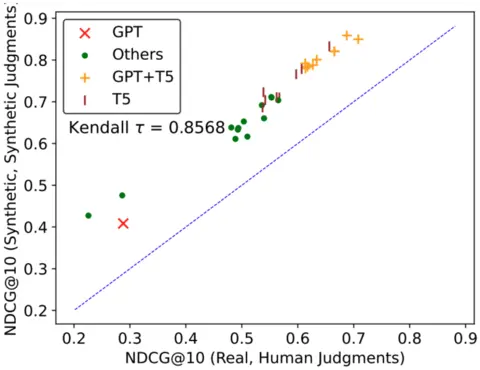 NDCG@10 (Synthetic, Synthetic Judgments)
0.9
0.8
0.7
0.6
0.5
0.4
0.3
0.2
GPT
Others
GPT+T5
T5
Kendall τ = 0.8568
0.2 0.3 0.4 0.5 0.6 0.7 0.8 0.9
NDCG@10 (Real, Human Judgments)